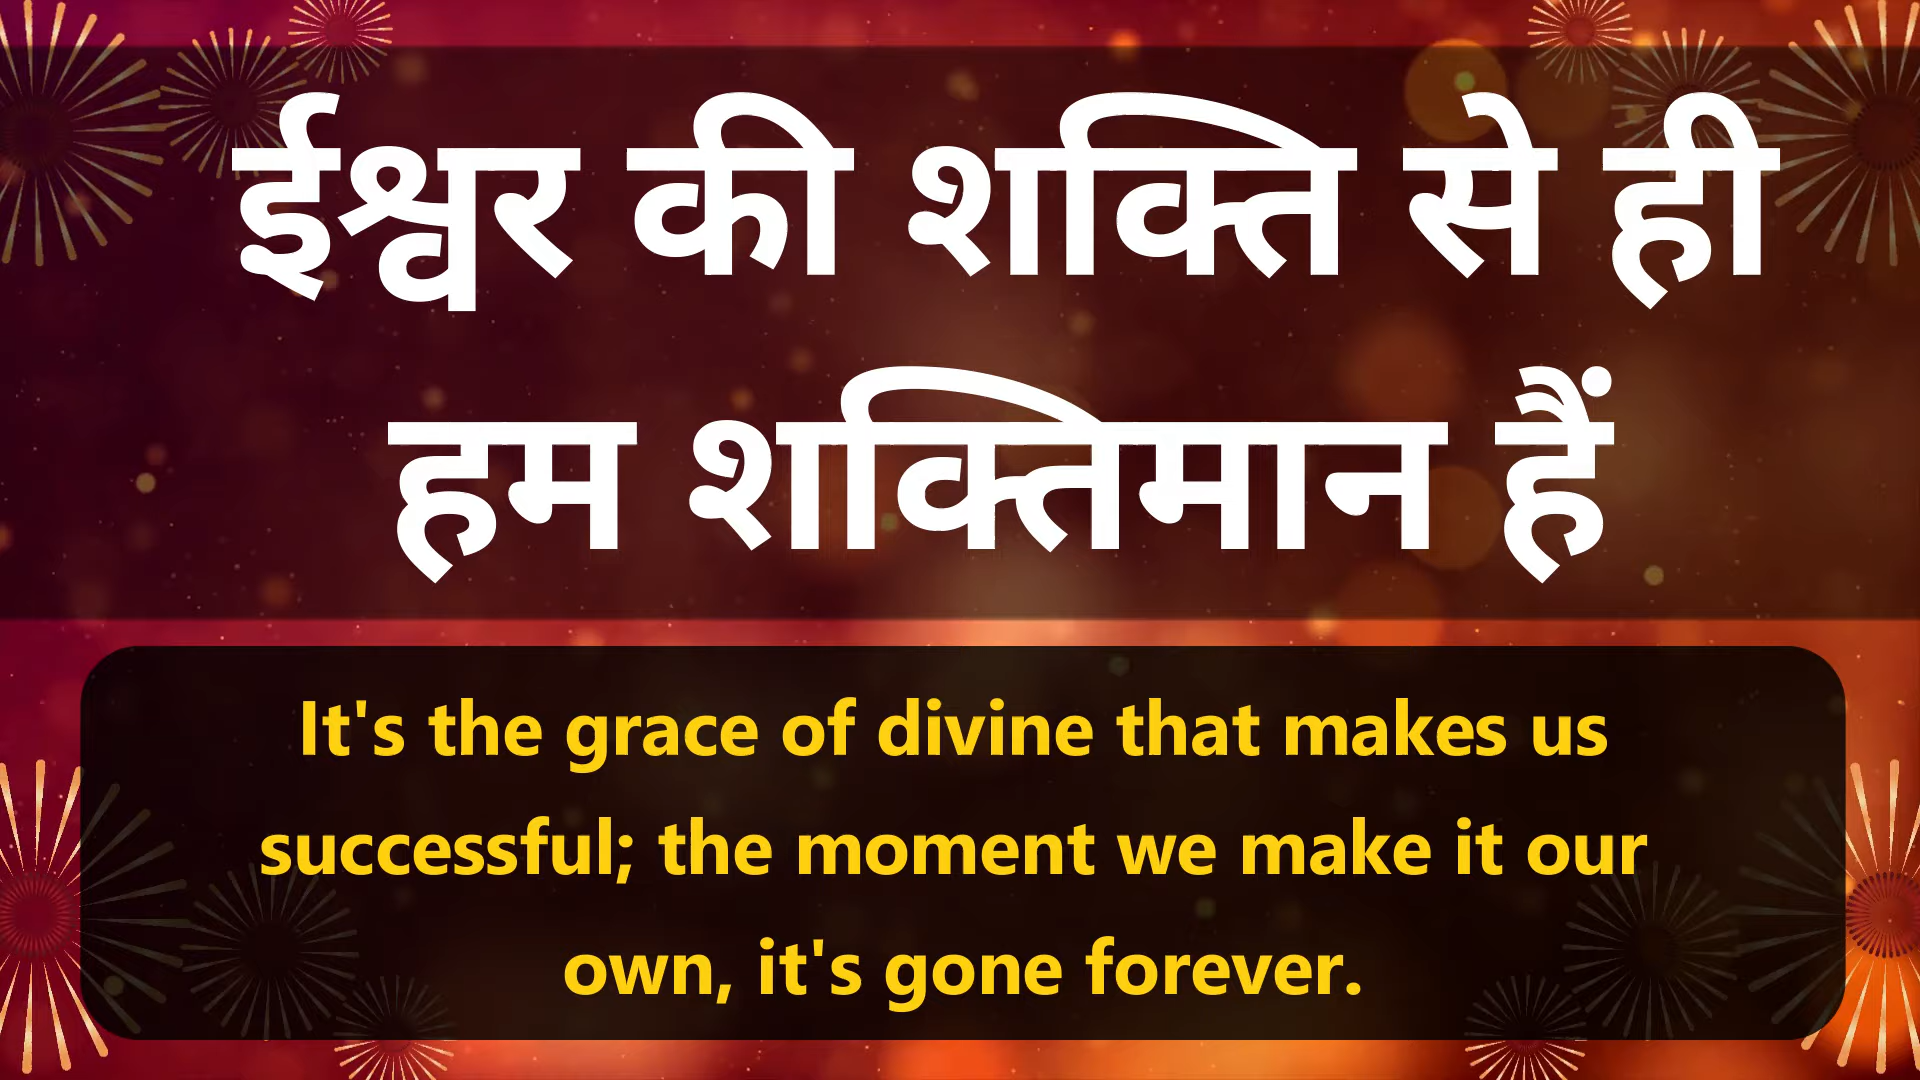 ईश्वर की शक्ति से ही
हम शक्तिमान हैं
It's the grace of divine that makes us
successful; the moment we make it our
own, it's gone forever.